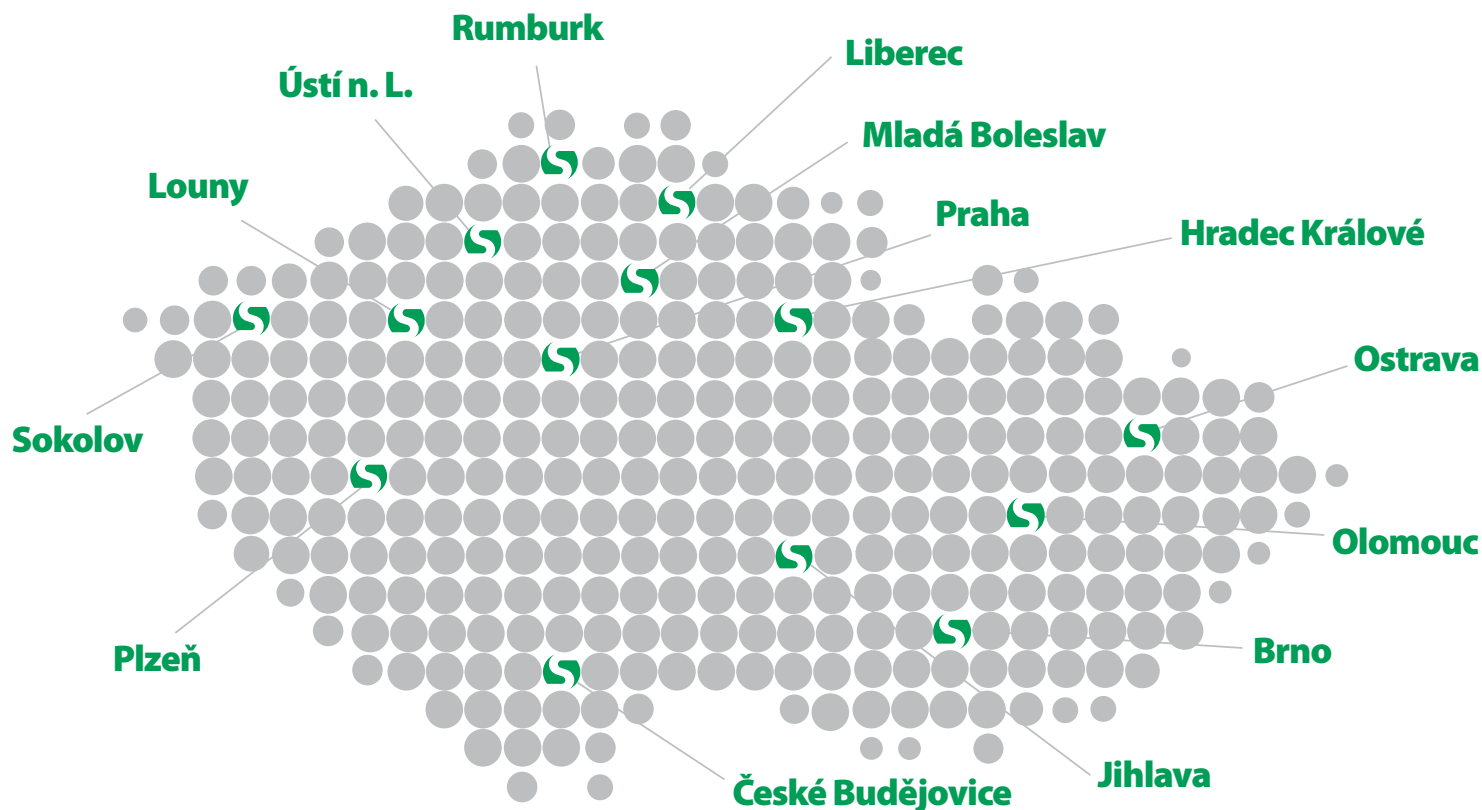 Rumburk
Liberec
Ústí n. L.
Mladá Boleslav
Louny
Praha
Hradec Králové
Ostrava
Sokolov
Olomouc
Plzeň
Brno
Jihlava
České Budějovice